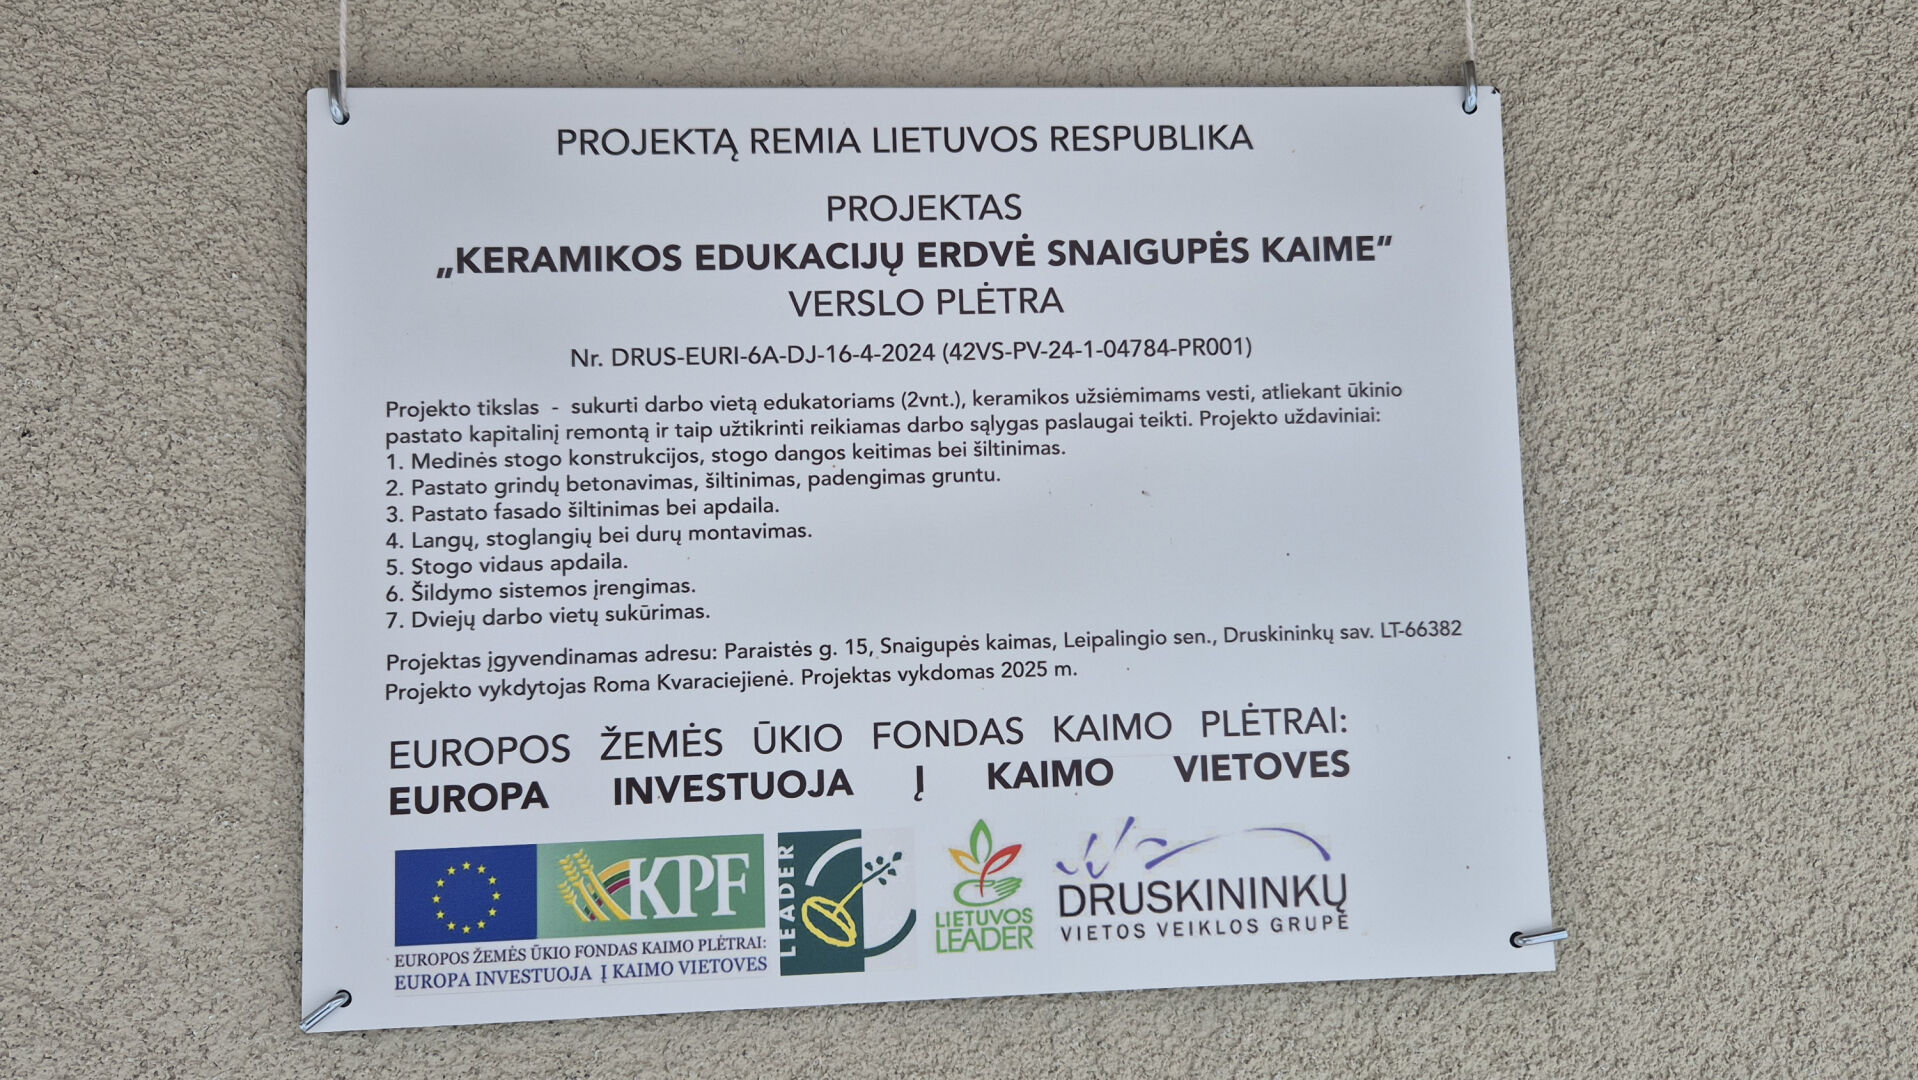 PROJEKTĄ REMIA LIETUVOS RESPUBLIKA
PROJEKTAS
„KERAMIKOS EDUKACIJŲ ERDVĖ SNAIGUPĖS KAIME“
VERSLO PLĖTRA
Nr. DRUS-EURI-6A-DJ-16-4-2024 (42VS-PV-24-1-04784-PR001)
Projekto tikslas - sukurti darbo vietą edukatoriams (2vnt.), keramikos užsiėmimams vesti, atliekant ūkinio
pastato kapitalinį remontą ir taip užtikrinti reikiamas darbo sąlygas paslaugai teikti. Projekto uždaviniai:
1. Medinės stogo konstrukcijos, stogo dangos keitimas bei šiltinimas.
2. Pastato grindų betonavimas, šiltinimas, padengimas gruntu.
3. Pastato fasado šiltinimas bei apdaila.
4. Langų, stoglangių bei durų montavimas.
5. Stogo vidaus apdaila.
6. Šildymo sistemos įrengimas.
7. Dviejų darbo vietų sukūrimas.
Projektas įgyvendinamas adresu: Paraistės g. 15, Snaigupės kaimas, Leipalingio sen., Druskininkų sav. LT-66382
Projekto vykdytojas Roma Kvaraciejienė. Projektas vykdomas 2025 m.
EUROPOS ŽEMĖS ŪKIO FONDAS KAIMO PLĖTRAI:
EUROPA INVESTUOJA Į KAIMO VIETOVES
KPF
EUROPOS ŽEMĖS ŪKIO FONDAS KAIMO PLĖTRAI:
EUROPA INVESTUOJA Į KAIMO VIETOVES
LEADER
LIETUVOS
LEADER
DRUSKININKŲ
VIETOS VEIKLOS GRUPĖ